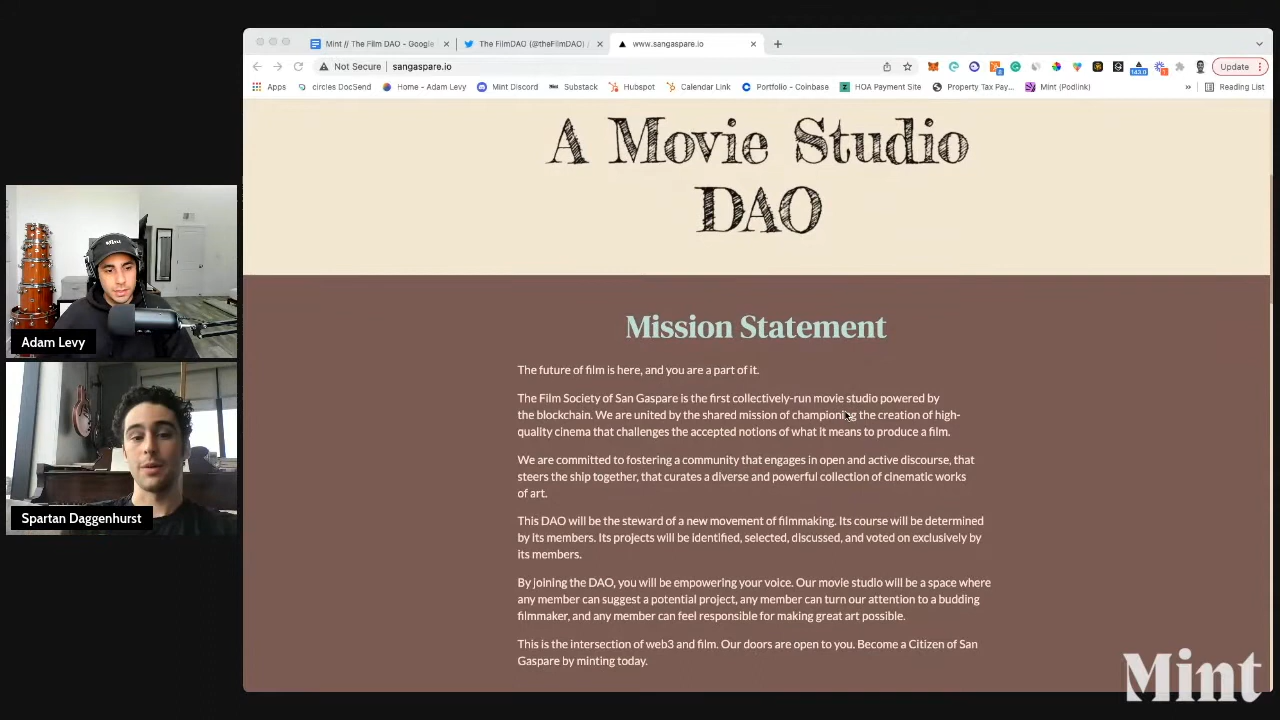 Mint // The Film DAO - Google
The FilmDAO (@theFilmDAO) /
www.sangaspare.io
Not Secure
sangaspare.io
Update
Apps
circles DocSend
Home - Adam Levy
Mint Discord
Substack
Hubspot
Calendar Link
Portfolio - Coinbase
HOA Payment Site
Property Tax Pay...
Mint (Podlink)
»
Reading List
A Movie Studio
DAO
Mission Statement
The future of film is here, and you are a part of it.
The Film Society of San Gaspare is the first collectively-run movie studio powered by
the blockchain. We are united by the shared mission of championing the creation of high-
quality cinema that challenges the accepted notions of what it means to produce a film.
We are committed to fostering a community that engages in open and active discourse, that
steers the ship together, that curates a diverse and powerful collection of cinematic works
of art.
This DAO will be the steward of a new movement of filmmaking. Its course will be determined
by its members. Its projects will be identified, selected, discussed, and voted on exclusively by
its members.
By joining the DAO, you will be empowering your voice. Our movie studio will be a space where
any member can suggest a potential project, any member can turn our attention to a budding
filmmaker, and any member can feel responsible for making great art possible.
This is the intersection of web3 and film. Our doors are open to you. Become a Citizen of San
Gaspare by minting today.
Adam Levy
Spartan Daggenhurst
Mint